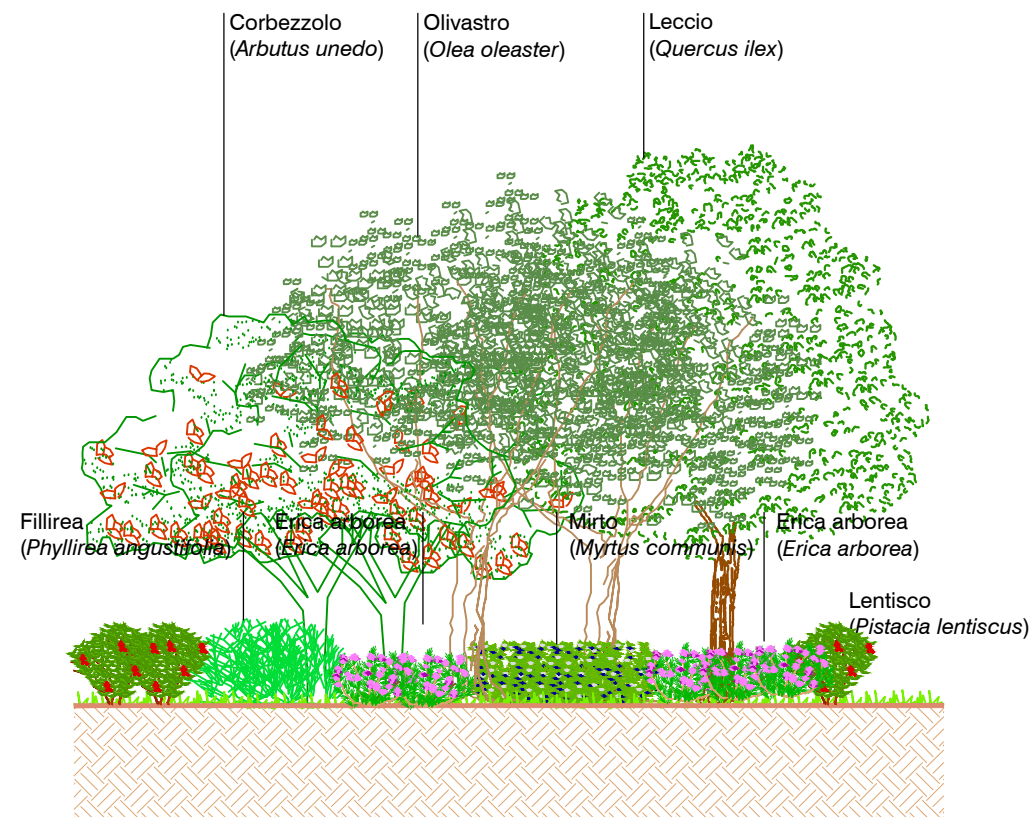 Corbezzolo
(Arbutus unedo)
Olivastro
(Olea oleaster)
Leccio
(Quercus ilex)
Fillirea
(Phyllirea angustifolia)
Erica arborea
(Erica arborea)
Mirto
(Myrtus communis)
Erica arborea
(Erica arborea)
Lentisco
(Pistacia lentiscus)